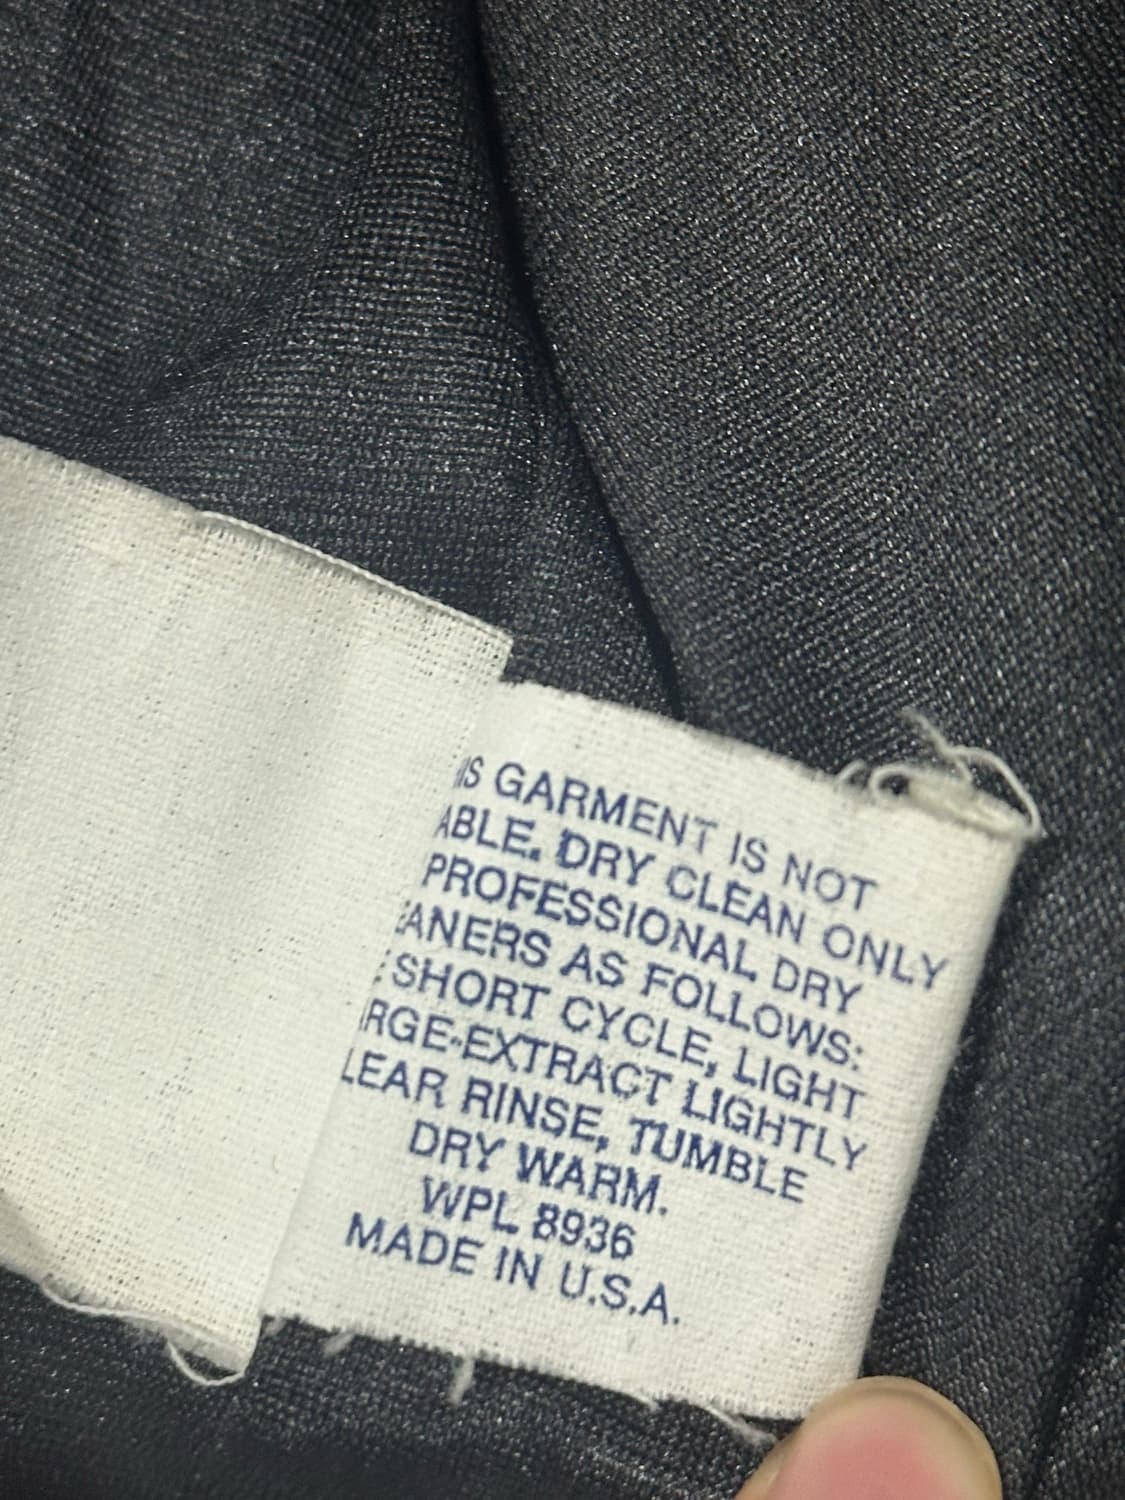 IS GARMENT IS NOT
ABLE. DRY CLEAN ONLY
PROFESSIONAL DRY
EANERS AS FOLLOWS:
E SHORT CYCLE, LIGHT
ARGE-EXTRACT LIGHTLY
LEAR RINSE, TUMBLE
DRY WARM.
WPL 8936
MADE IN U.S.A.